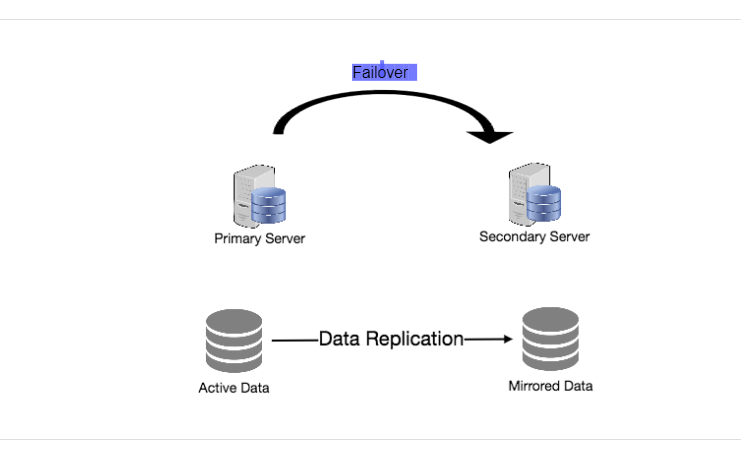 Failover
Primary Server
Secondary Server
Data Replication
Active Data
Mirrored Data